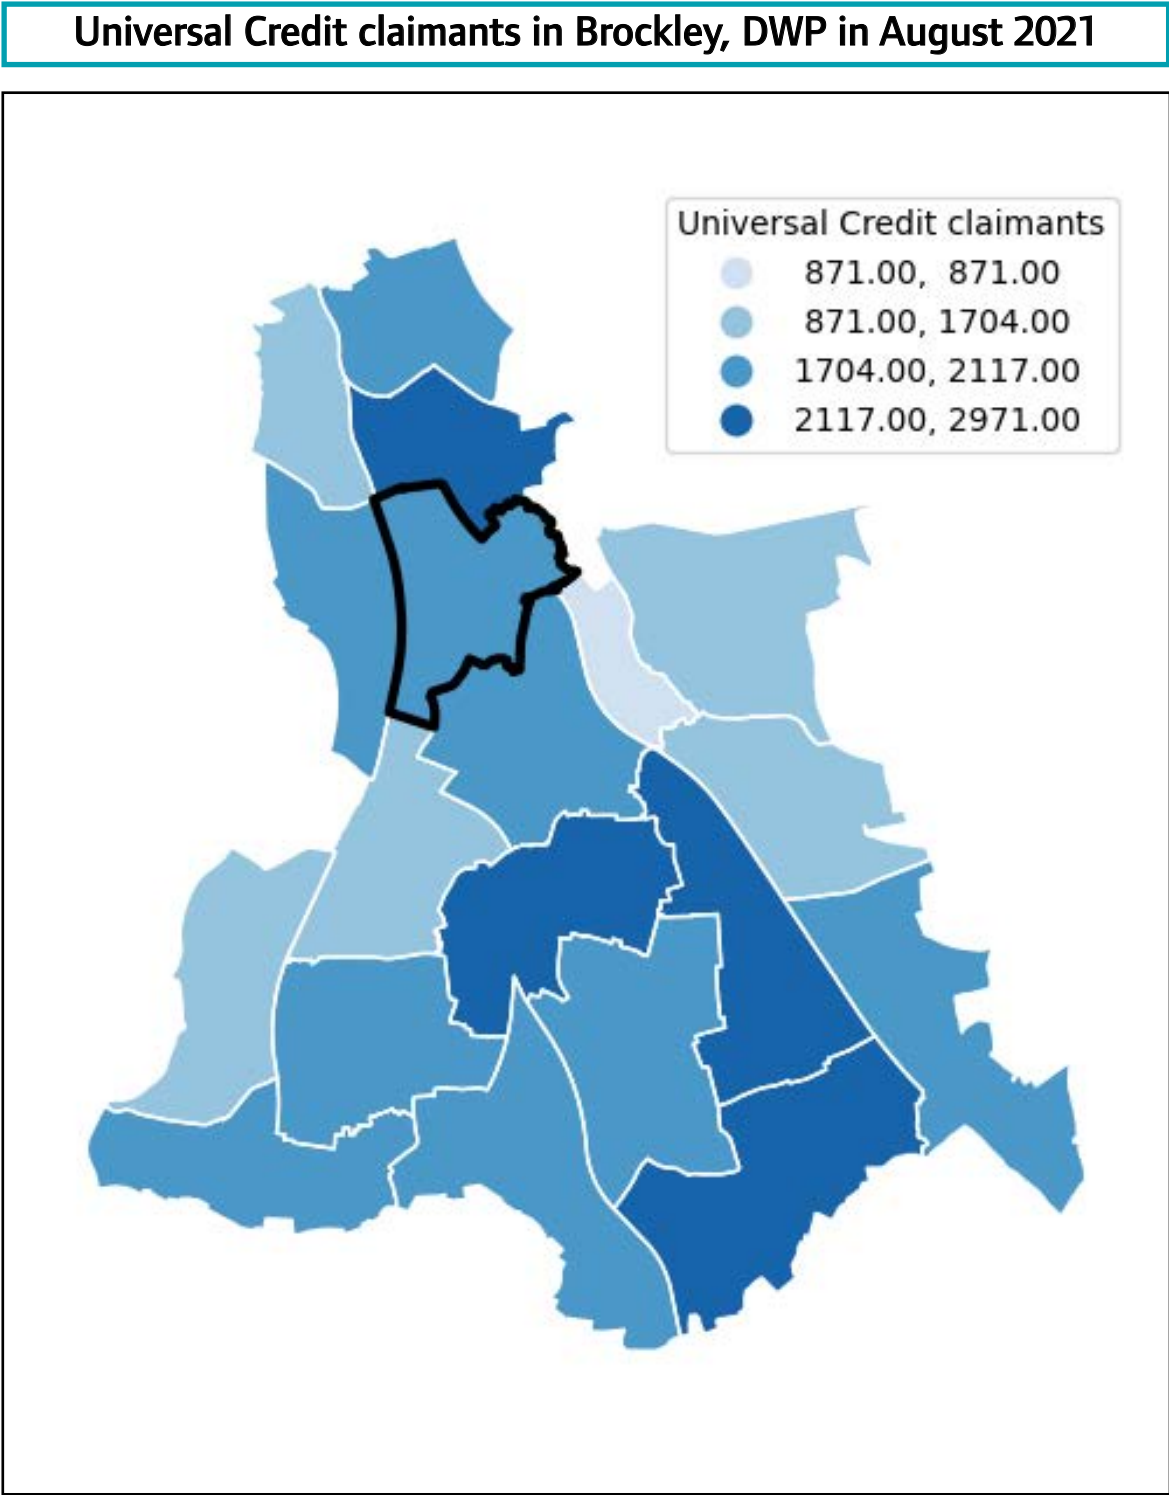 Universal Credit claimants in Brockley, DWP in August 2021
Universal Credit claimants
871.00, 871.00
871.00, 1704.00
1704.00, 2117.00
2117.00, 2971.00